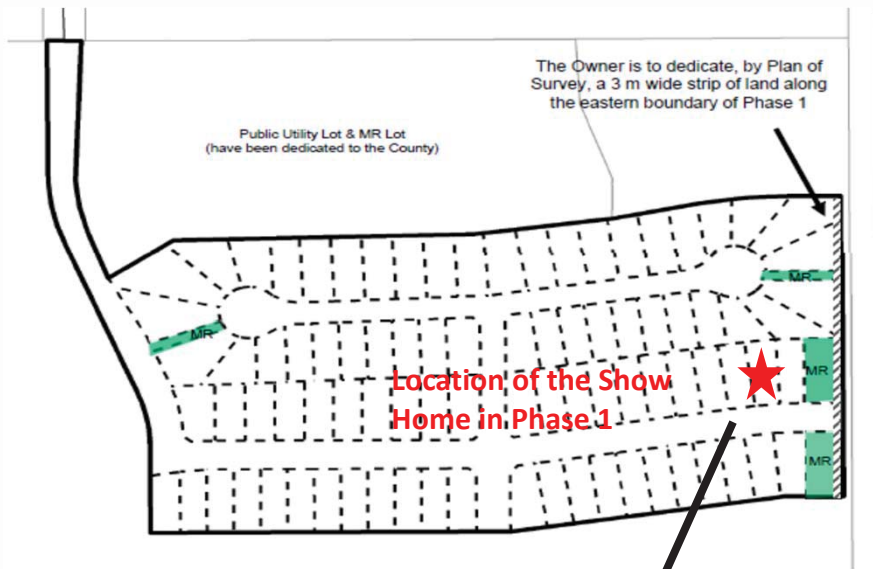 The Owner is to dedicate, by Plan of
Survey, a 3 m wide strip of land along
the eastern boundary of Phase 1
Public Utility Lot & MR Lot
(have been dedicated to the County)
MR
MR
Location of the Show
Home in Phase 1
MR
MR